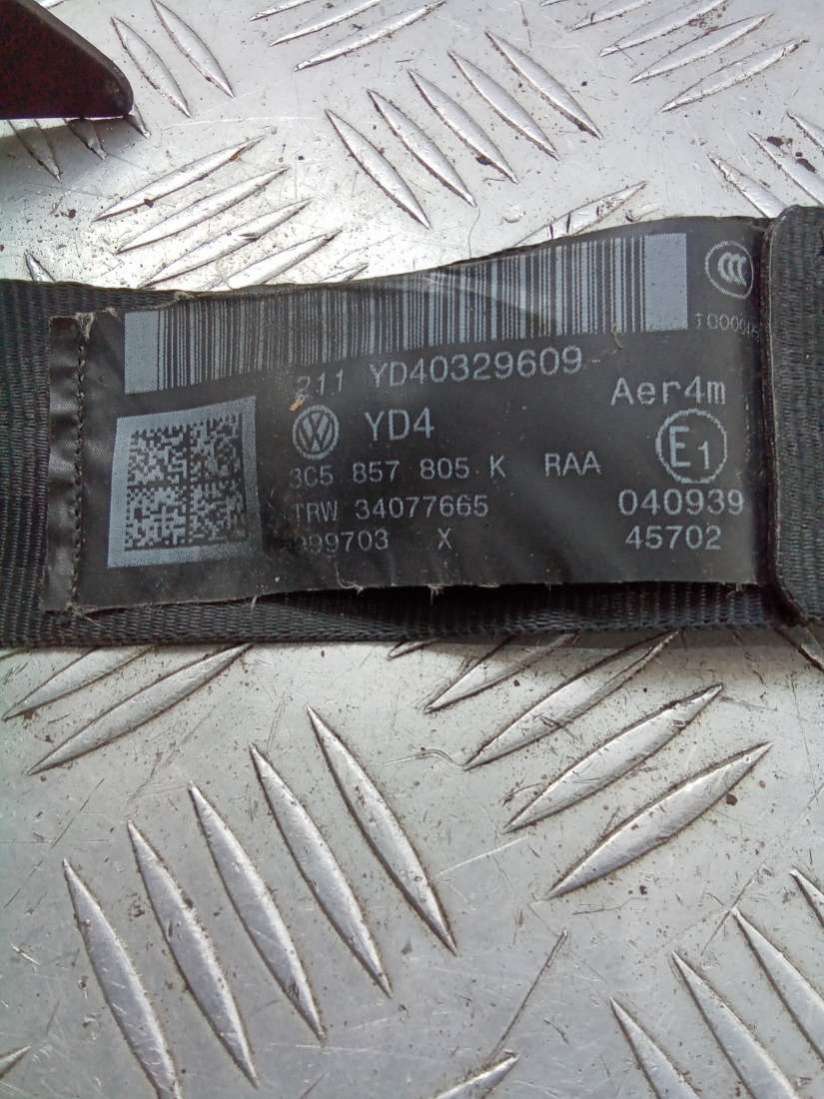 211 YD40329609
Aer4m
YD4
E1
3C5 857 805 K RAA
TRW 34077665
040939
X
45702